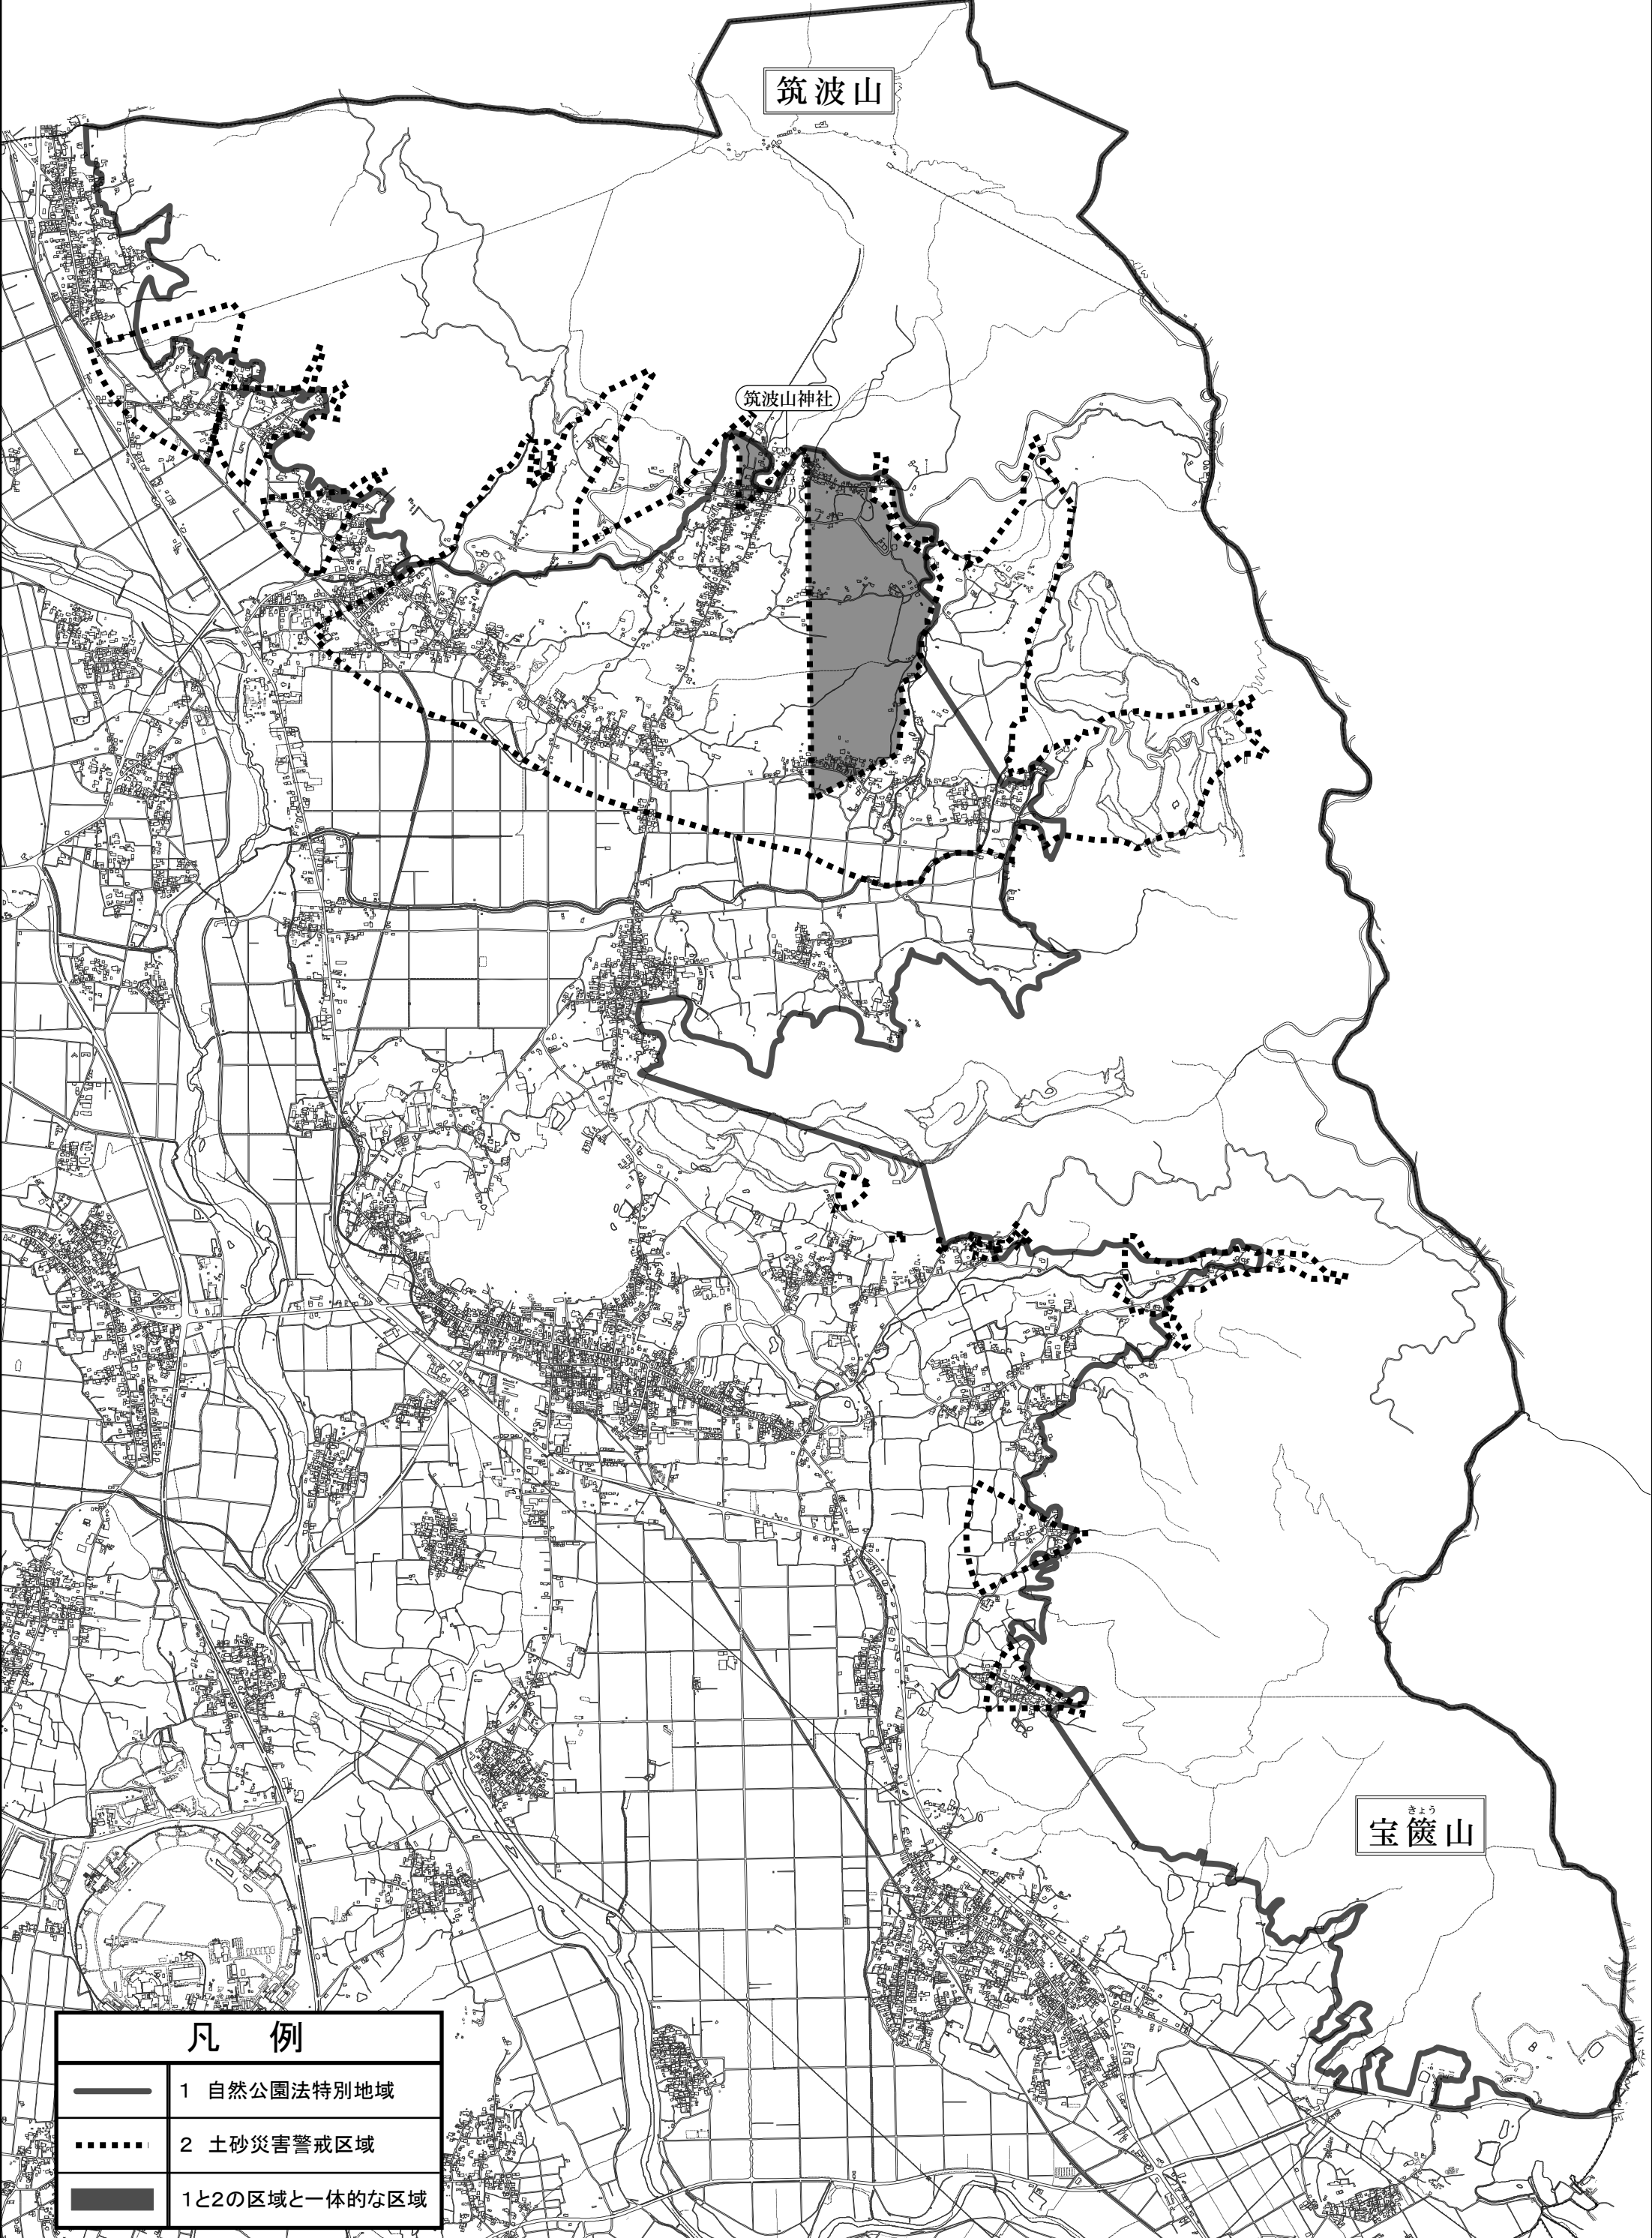 筑波山
筑波山神社
きょう
宝篋山
凡 例
1 自然公園法特別地域
2 土砂災害警戒区域
1と2の区域と一体的な区域